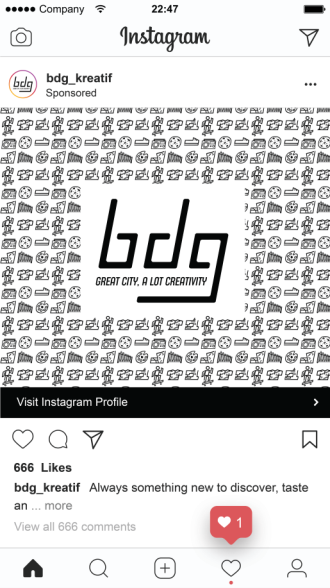 Company
22:47
Instagram
bdg
bdg_kreatif
Sponsored
bdg
GREAT CITY, A LOT CREATIVITY
Visit Instagram Profile
666 Likes
bdg_kreatif Always something new to discover, taste
an ... more
View all 666 comments
1